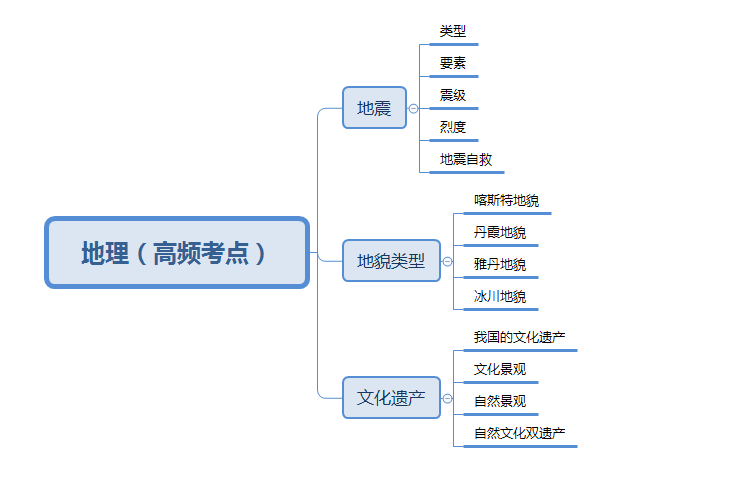 地理（高频考点）
地震
类型
要素
震级
烈度
地震自救
地貌类型
喀斯特地貌
丹霞地貌
雅丹地貌
冰川地貌
文化遗产
我国的文化遗产
文化景观
自然景观
自然文化双遗产